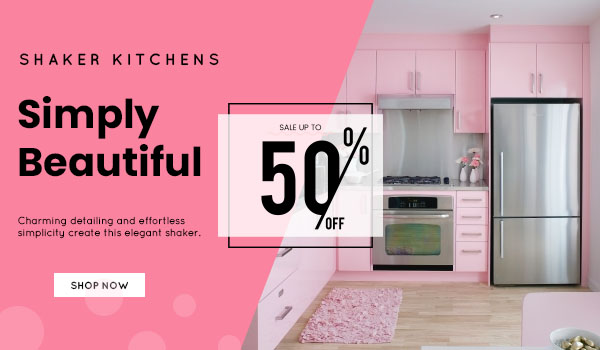 SHAKER KITCHENS
Simply
Beautiful
Charming detailing and effortless
simplicity create this elegant shaker.
SHOP NOW
SALE UP TO
50%
OFF